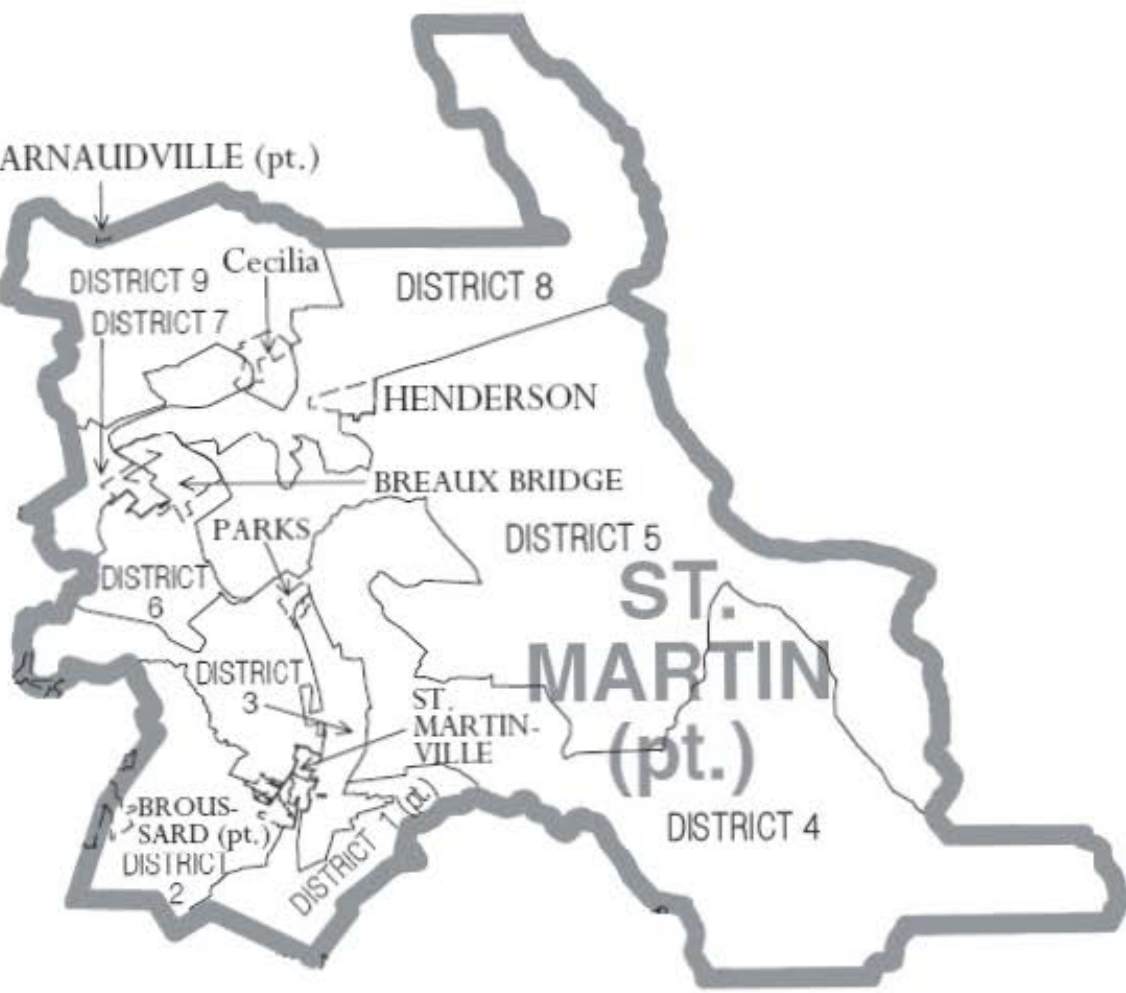 ARNAUDVILLE (pt.)
Cecilia
DISTRICT 9
DISTRICT 8
DISTRICT 7
HENDERSON
BREAUX BRIDGE
PARKS
DISTRICT 5
DISTRICT
6
ST.
MARTIN
(pt.)
DISTRICT
3
ST.
MARTIN-
VILLE
BROUS-
SARD (pt.)
DISTRICT
2
DISTRICT 1 (pt.)
DISTRICT 4